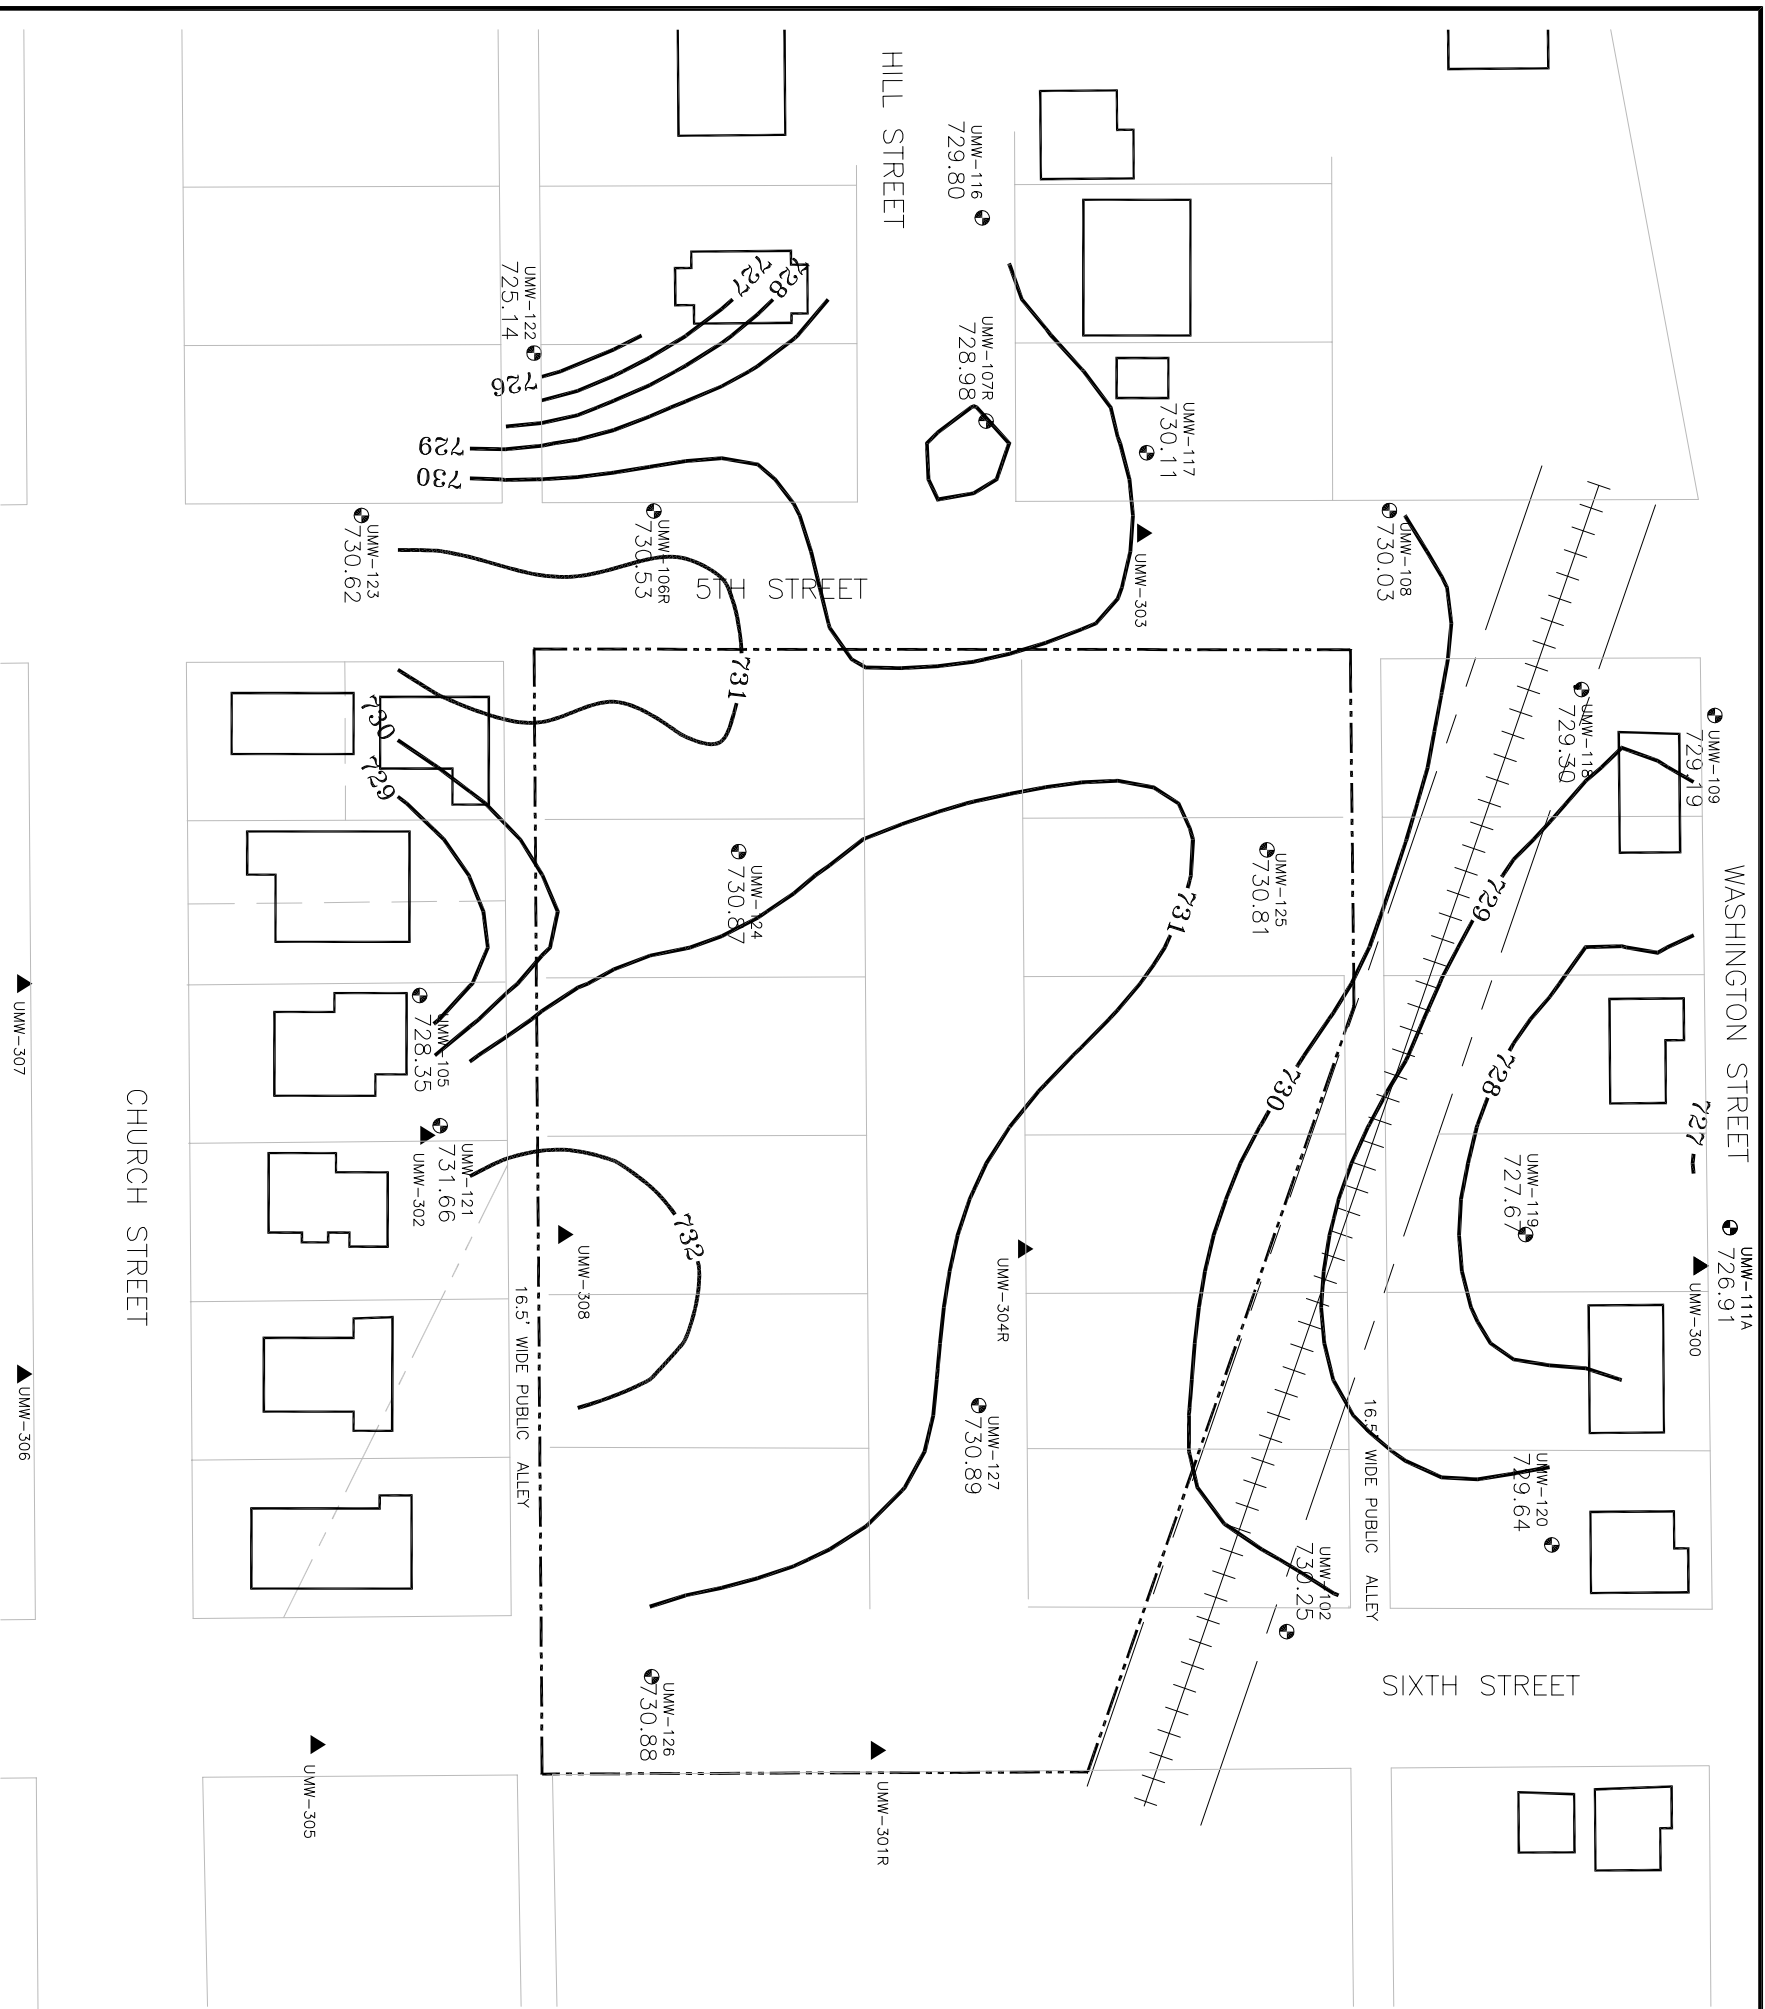 HILL STREET
UMW-116
729.80
727
728
UMW-122
725.14
726
729
730
UMW-107R
728.98
UMW-117
730.11
UMW-123
730.62
UMW-106R
730.53
5TH STREET
UMW-303
UMW-108
730.03
731
730
729
UMW-118
729.30
UMW-109
729.19
UMW-124
730.87
731
UMW-125
730.81
729
WASHINGTON STREET
UMW-307
UMW-105
728.35
728
730
727
CHURCH STREET
UMW-121
731.66
UMW-302
732
UMW-308
UMW-304R
UMW-119
727.67
UMW-111A
726.91
UMW-300
16.5' WIDE PUBLIC ALLEY
UMW-306
UMW-127
730.89
16.5' WIDE PUBLIC ALLEY
UMW-120
729.64
UMW-102
730.25
SIXTH STREET
UMW-126
730.88
UMW-305
UMW-301R